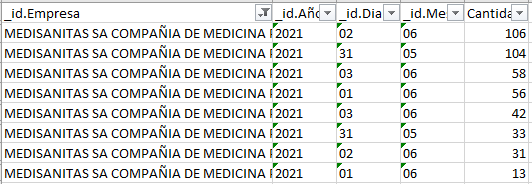 _id.Empresa _id.Año _id.Dia _id.Me Cantida
MEDISANITAS SA COMPAÑIA DE MEDICINA 2021 02 06 106
MEDISANITAS SA COMPAÑIA DE MEDICINA 2021 31 05 104
MEDISANITAS SA COMPAÑIA DE MEDICINA 2021 03 06 58
MEDISANITAS SA COMPAÑIA DE MEDICINA 2021 01 06 56
MEDISANITAS SA COMPAÑIA DE MEDICINA 2021 03 06 42
MEDISANITAS SA COMPAÑIA DE MEDICINA 2021 31 05 33
MEDISANITAS SA COMPAÑIA DE MEDICINA 2021 02 06 31
MEDISANITAS SA COMPAÑIA DE MEDICINA 2021 01 06 13